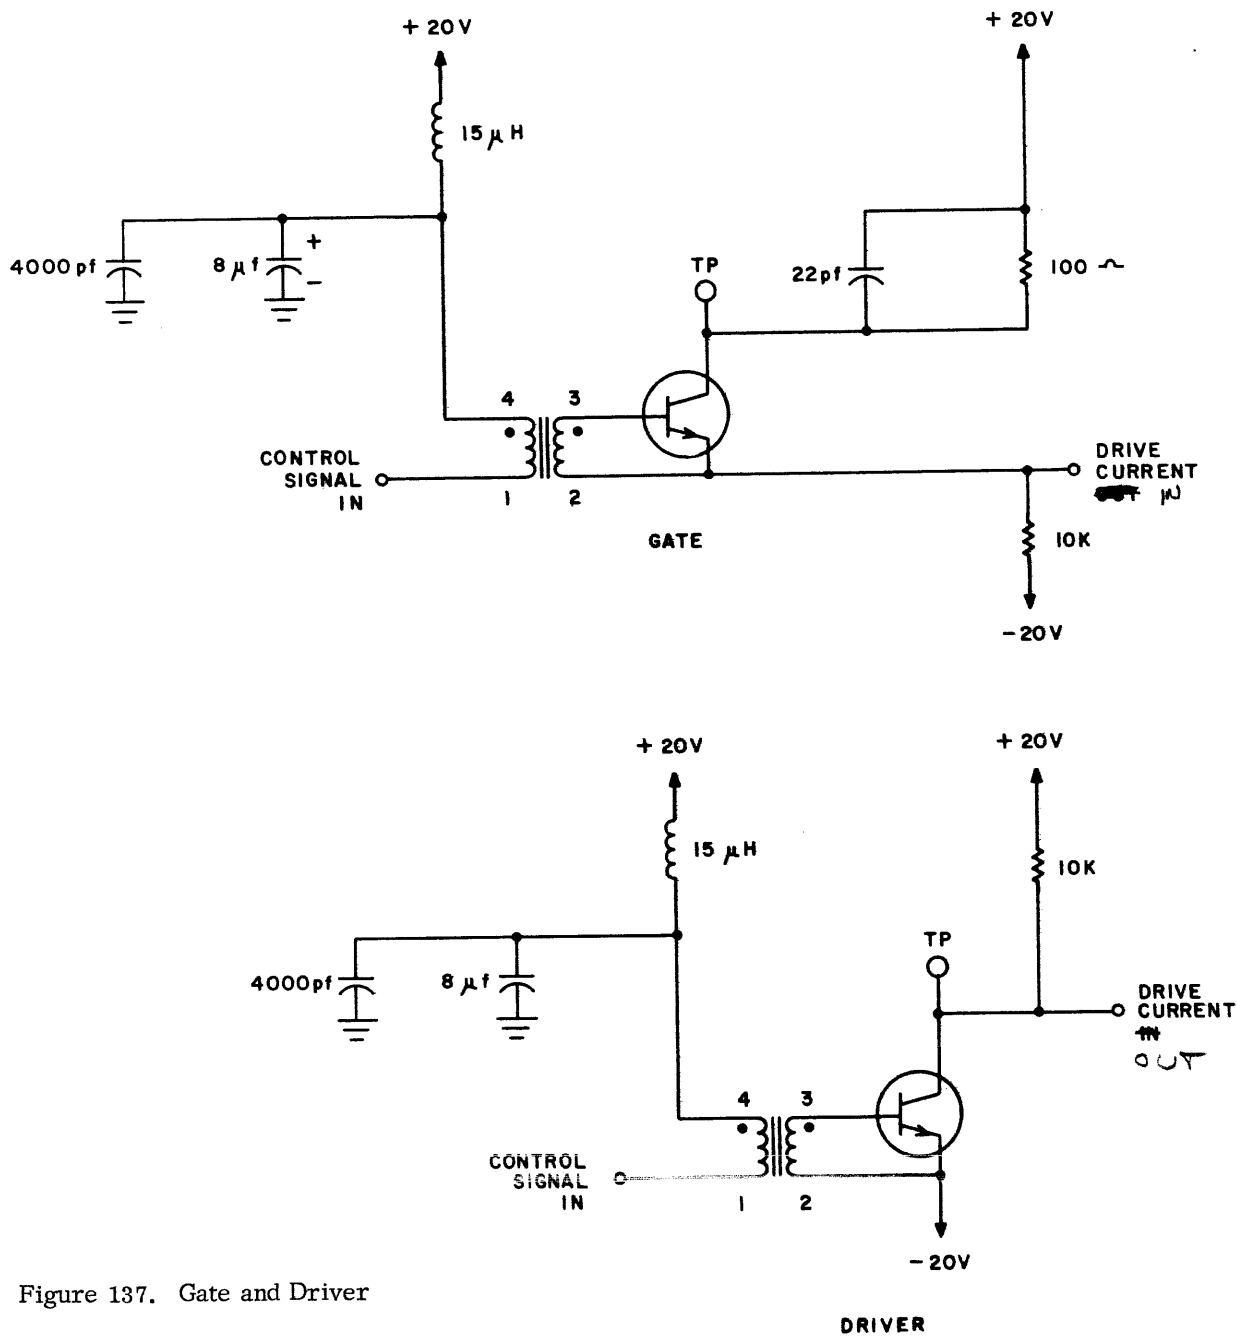 + 20V
+ 20V
15 μH
4000 pf
8 μf
+
−
TP
22pf
100 Ω
4
3
CONTROL
SIGNAL
IN
1
2
DRIVE
CURRENT
IN
GATE
10K
−20V
+ 20V
+ 20V
15 μH
10K
4000pf
8 μf
TP
DRIVE
CURRENT
IN
OUT
4
3
CONTROL
SIGNAL
IN
1
2
−20V
Figure 137. Gate and Driver
DRIVER